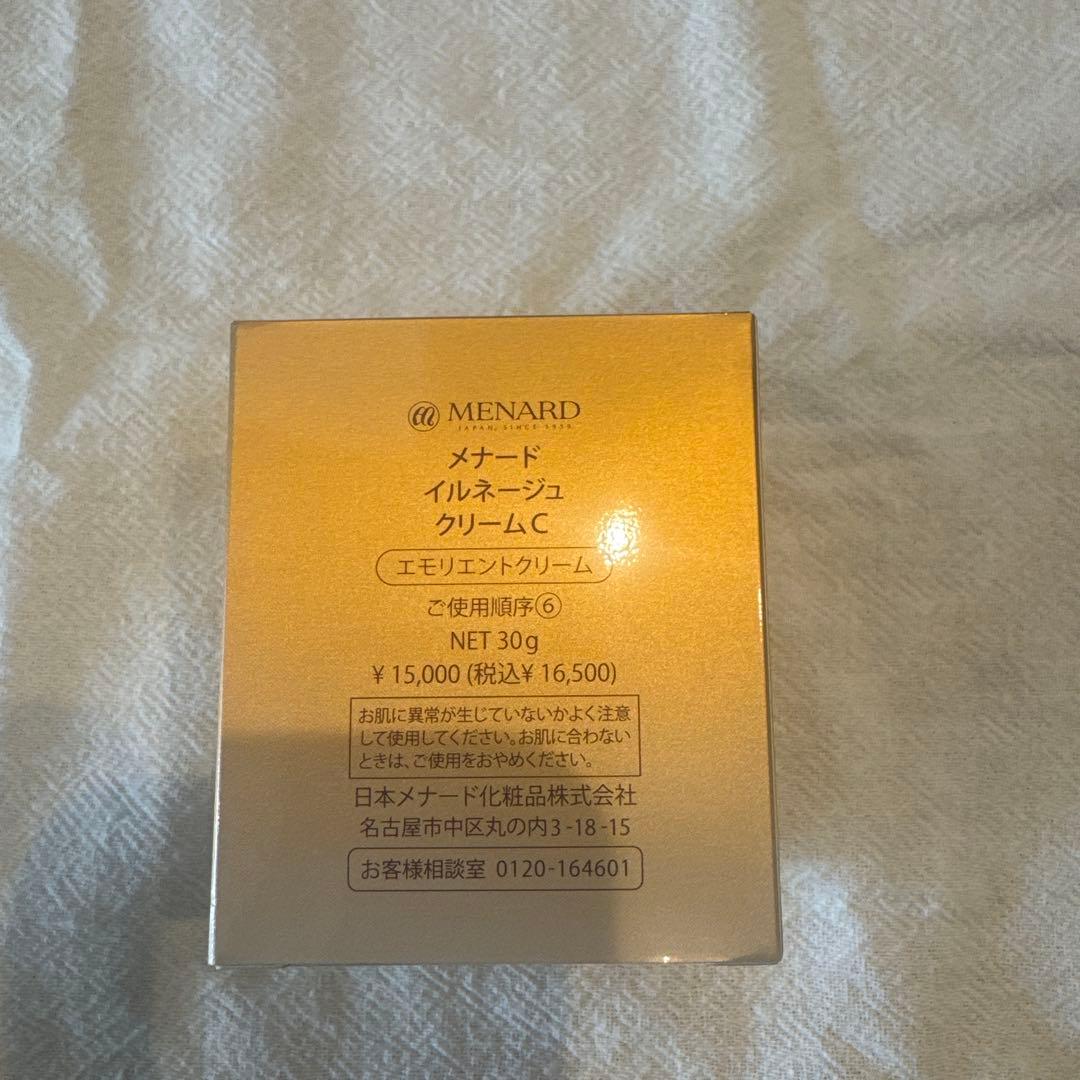 MENARD
JAPAN, SINCE 1959
メナード
イルネージュ
クリームC
エモリエントクリーム
ご使用順序⑥
NET 30g
¥ 15,000 (税込¥ 16,500)
お肌に異常が生じていないかよく注意
して使用してください。お肌に合わない
ときは、ご使用をおやめください。
日本メナード化粧品株式会社
名古屋市中区丸の内3-18-15
お客様相談室 0120-164601